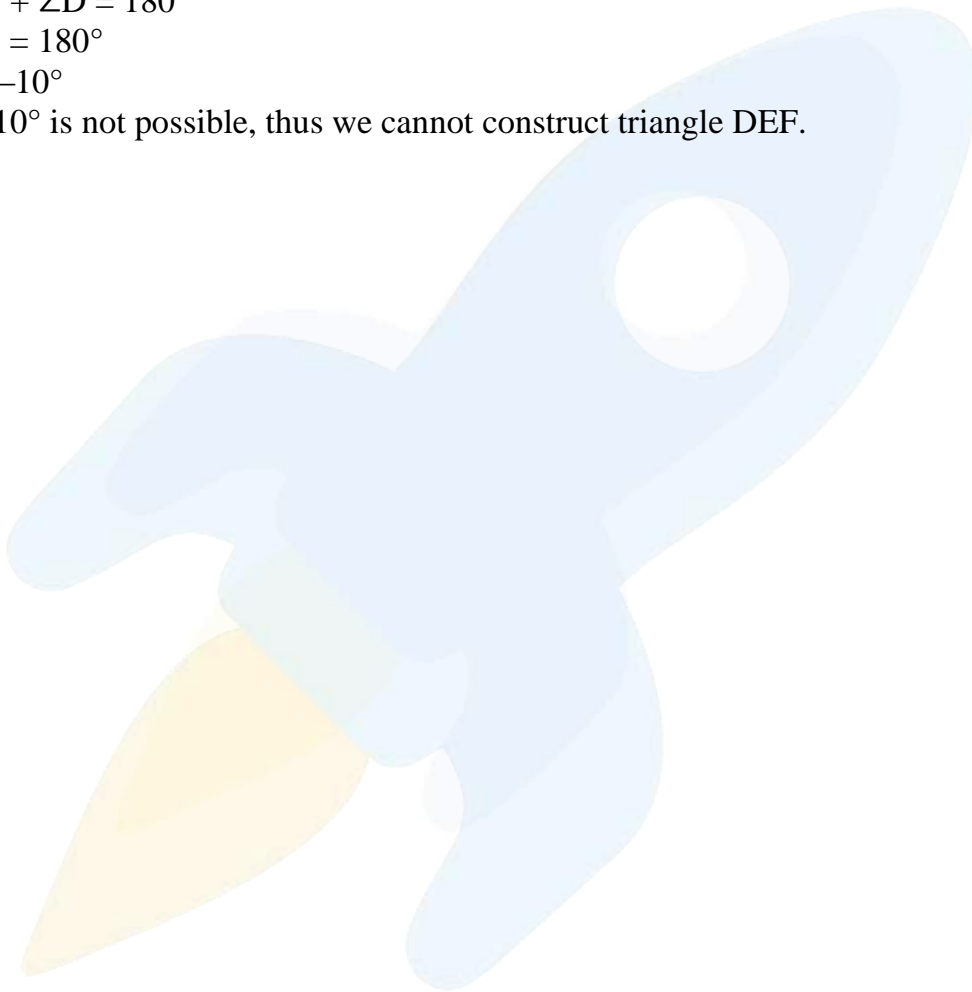 + ∠D = 180
= 180°
–10°
10° is not possible, thus we cannot construct triangle DEF.